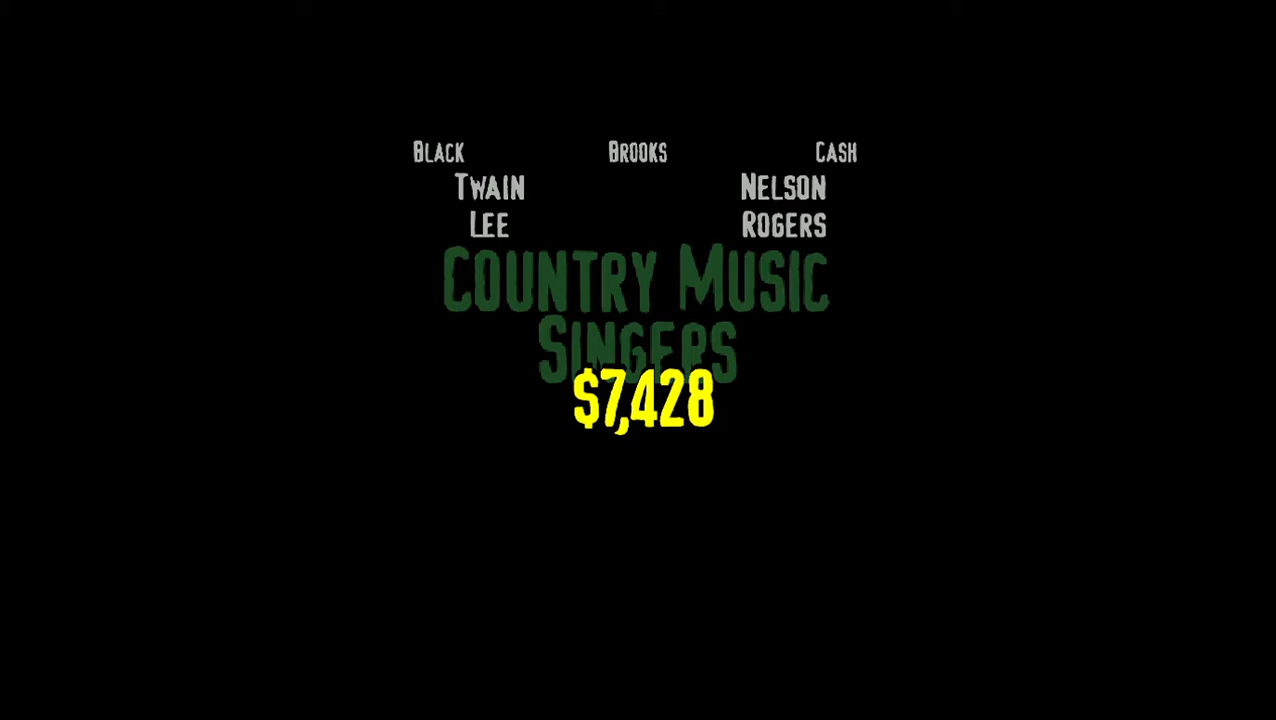 Black Brooks Cash
Twain Nelson
Lee Rogers
Country Music
Singers
$7,428